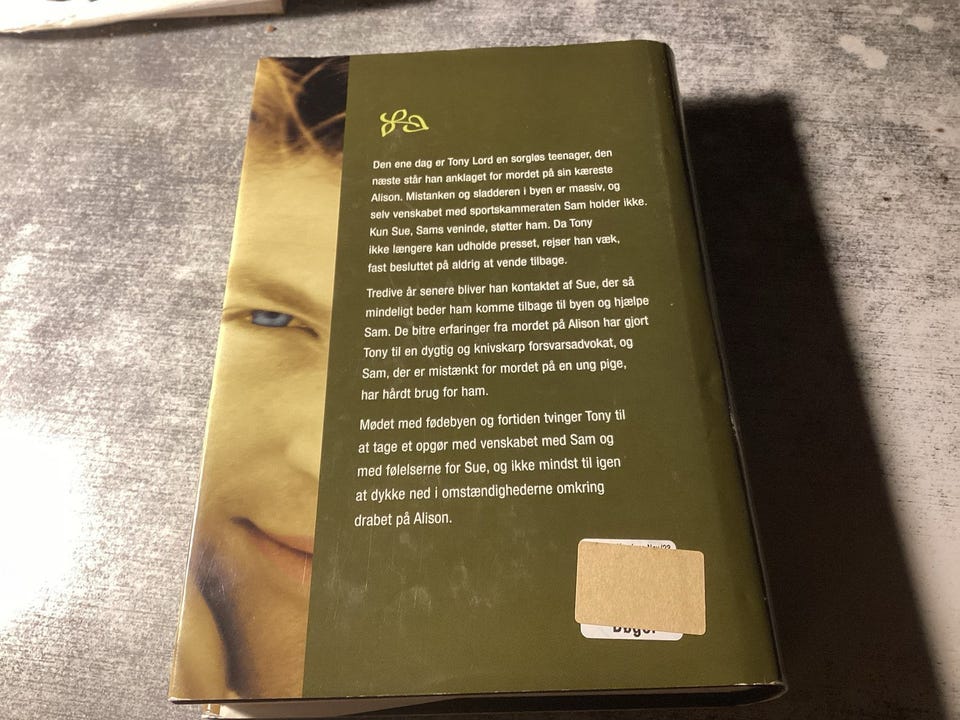 Den ene dag er Tony Lord en sorgløs teenager, den
næste står han anklaget for mordet på sin kæreste
Alison. Mistanken og sladderen i byen er massiv, og
selv venskabet med sportskammeraten Sam holder ikke.
Kun Sue, Sams veninde, støtter ham. Da Tony
ikke længere kan udholde presset, rejser han væk,
fast besluttet på aldrig at vende tilbage.
Tredive år senere bliver han kontaktet af Sue, der så
mindeligt beder ham komme tilbage til byen og hjælpe
Sam. De bitre erfaringer fra mordet på Alison har gjort
Tony til en dygtig og knivskarp forsvarsadvokat, og
Sam, der er mistænkt for mordet på en ung pige,
har hårdt brug for ham.
Mødet med fødebyen og fortiden tvinger Tony til
at tage et opgør med venskabet med Sam og
med følelserne for Sue, og ikke mindst til igen
at dykke ned i omstændighederne omkring
drabet på Alison.